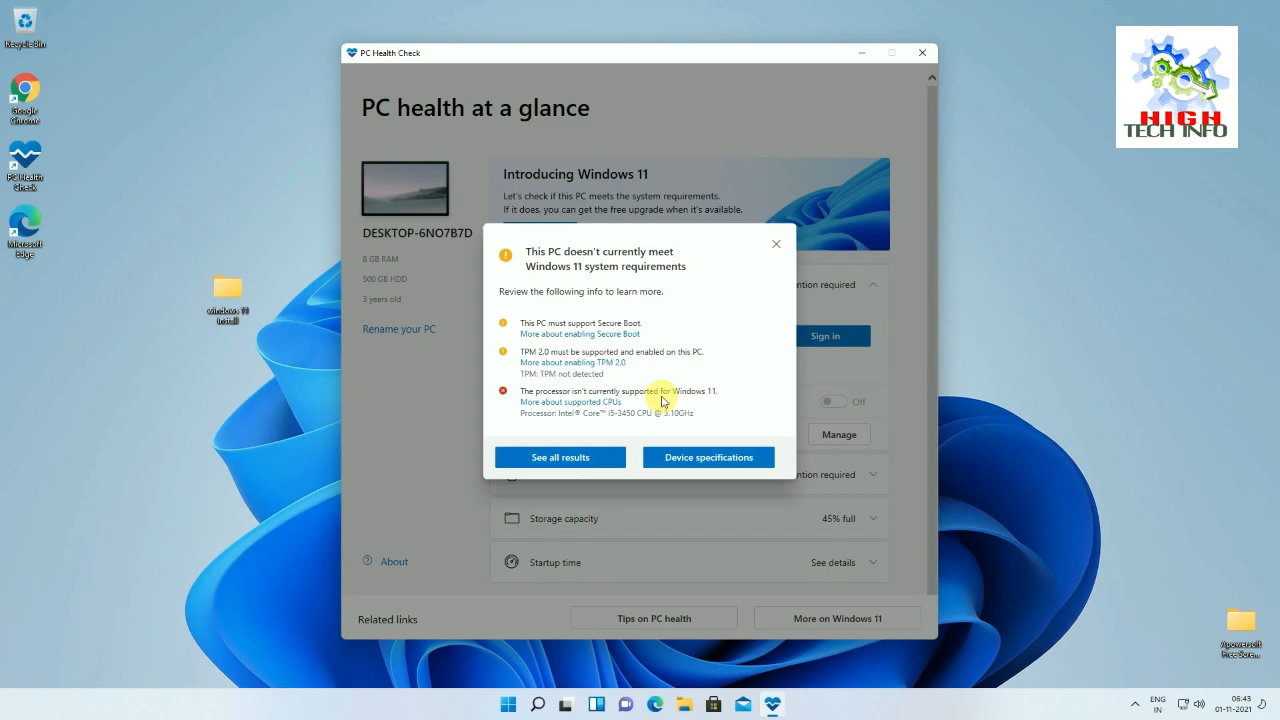 Recycle Bin
Google
Chrome
PC Health
Check
Microsoft
Edge
windows 11
install
HIGH
TECH INFO
PC Health Check
PC health at a glance
DESKTOP-6NO7B7D
8 GB RAM
500 GB HDD
3 years old
Rename your PC
About
Introducing Windows 11
Let's check if this PC meets the system requirements.
If it does, you can get the free upgrade when it's available.
This PC doesn't currently meet
Windows 11 system requirements
Review the following info to learn more.
This PC must support Secure Boot.
More about enabling Secure Boot
TPM 2.0 must be supported and enabled on this PC.
More about enabling TPM 2.0
TPM: TPM not detected
The processor isn't currently supported for Windows 11.
More about supported CPUs
Processor: Intel® Core™ i5-3450 CPU @ 3.10GHz
See all results
Device specifications
ntion required
Sign in
Off
Manage
ntion required
Storage capacity
45% full
Startup time
See details
Related links
Tips on PC health
More on Windows 11
Apowersoft
Free Scre...
ENG
IN
06:43
01-11-2021